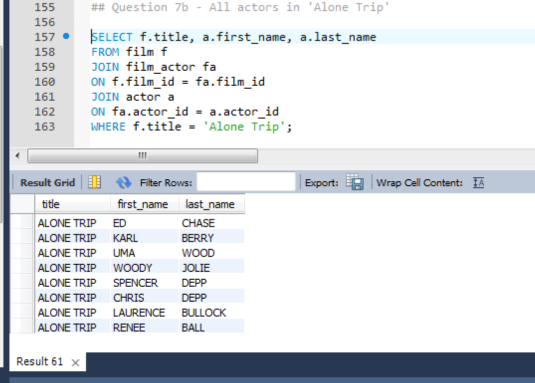 155 ## Question 7b - All actors in 'Alone Trip'
156
157 SELECT f.title, a.first_name, a.last_name
158 FROM film f
159 JOIN film_actor fa
160 ON f.film_id = fa.film_id
161 JOIN actor a
162 ON fa.actor_id = a.actor_id
163 WHERE f.title = 'Alone Trip';
Result Grid Filter Rows: Export: Wrap Cell Content:
title first_name last_name
ALONE TRIP ED CHASE
ALONE TRIP KARL BERRY
ALONE TRIP UMA WOOD
ALONE TRIP WOODY JOLIE
ALONE TRIP SPENCER DEPP
ALONE TRIP CHRIS DEPP
ALONE TRIP LAURENCE BULLOCK
ALONE TRIP RENEE BALL
Result 61 ×